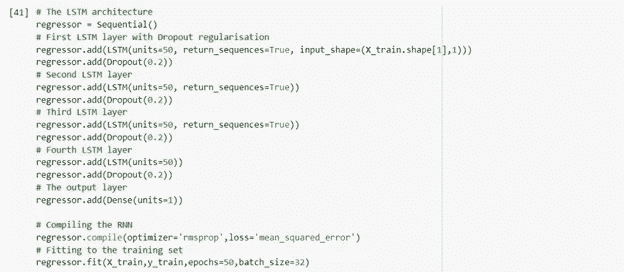 [41] # The LSTM architecture
regressor = Sequential()
# First LSTM layer with Dropout regularisation
regressor.add(LSTM(units=50, return_sequences=True, input_shape=(X_train.shape[1],1)))
regressor.add(Dropout(0.2))
# Second LSTM layer
regressor.add(LSTM(units=50, return_sequences=True))
regressor.add(Dropout(0.2))
# Third LSTM layer
regressor.add(LSTM(units=50, return_sequences=True))
regressor.add(Dropout(0.2))
# Fourth LSTM layer
regressor.add(LSTM(units=50))
regressor.add(Dropout(0.2))
# The output layer
regressor.add(Dense(units=1))
# Compiling the RNN
regressor.compile(optimizer='rmsprop',loss='mean_squared_error')
# Fitting to the training set
regressor.fit(X_train,y_train,epochs=50,batch_size=32)